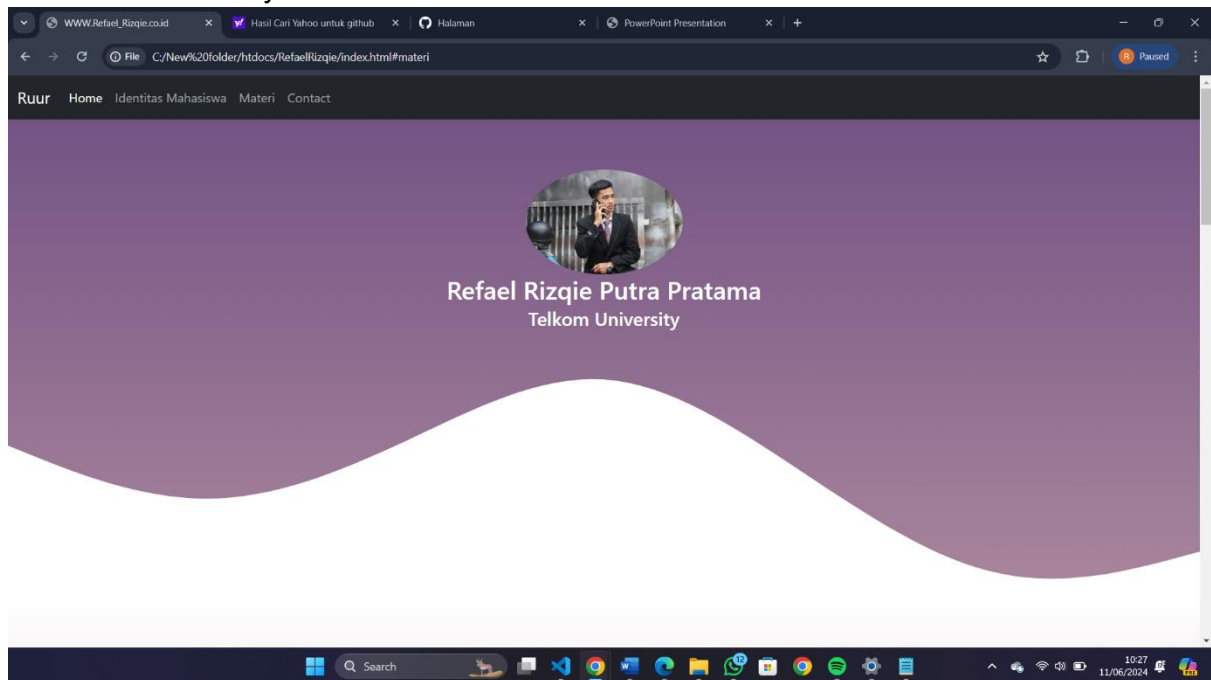 WWW.Refael_Rizqie.co.id
Hasil Cari Yahoo untuk github
Halaman
PowerPoint Presentation
File C:/New%20folder/htdocs/RefaelRizqie/index.html#materi
R Paused
Ruur Home Identitas Mahasiswa Materi Contact
Refael Rizqie Putra Pratama
Telkom University
Search
12
10:27
11/06/2024
PRE